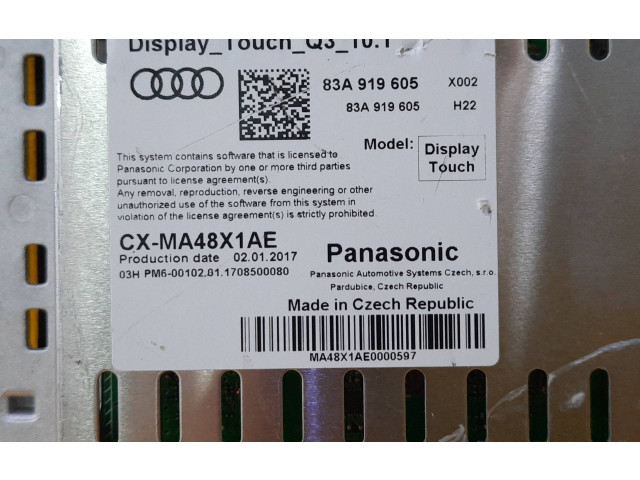 Display_Touch_Q3_10.1
83A 919 605 X002
83A 919 605 H22
Model: Display Touch
This system contains software that is licensed to
Panasonic Corporation by one or more third parties
pursuant to license agreement(s).
Any removal, reproduction, reverse engineering or other
unauthorized use of the software from this system in
violation of the license agreement(s) is strictly prohibited
CX-MA48X1AE
Production date 02.01.2017
03H PM6-00102.01.1708500080
Panasonic
Panasonic Automotive Systems Czech, s.r.o.
Pardubice, Czech Republic
Made in Czech Republic
MA48X1AE0000597